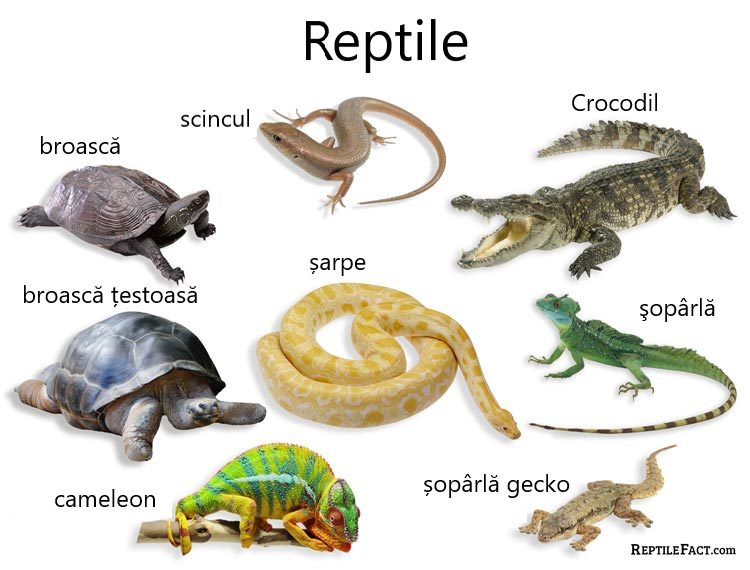 Reptile
scincul
Crocodil
broască
șarpe
broască țestoasă
şopârlă
cameleon
șopârlă gecko
REPTILEFACT.com